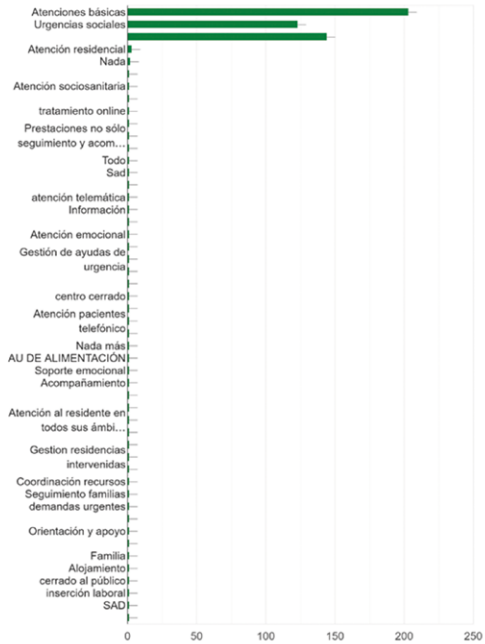 Atenciones básicas
Urgencias sociales
Atención residencial
Nada
Atención sociosanitaria
tratamiento online
Prestaciones no sólo
seguimiento y acom…
Todo
Sad
atención telemática
Información
Atención emocional
Gestión de ayudas de
urgencia
centro cerrado
Atención pacientes
telefónico
Nada más
AU DE ALIMENTACIÓN
Soporte emocional
Acompañamiento
Atención al residente en
todos sus ámbi…
Gestion residencias
intervenidas
Coordinación recursos
Seguimiento familias
demandas urgentes
Orientación y apoyo
Familia
Alojamiento
cerrado al público
inserción laboral
SAD
0 50 100 150 200 250